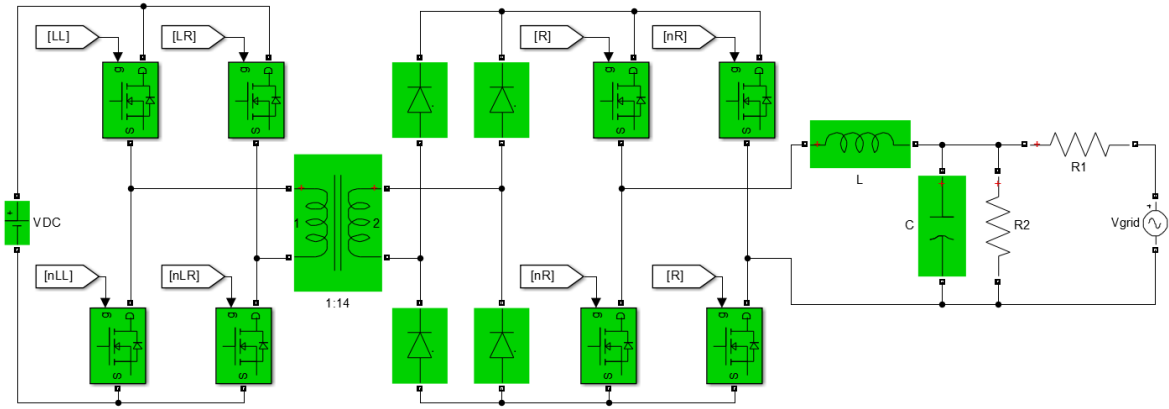 [LL] [LR] [R] [nR]
g D g D g D g D
S S S S
+ + + L + + R1
1 2
+ VDC C R2 Vgrid
[nLL] [nLR] [nR] [R]
1:14
g D g D g D g D
S S S S